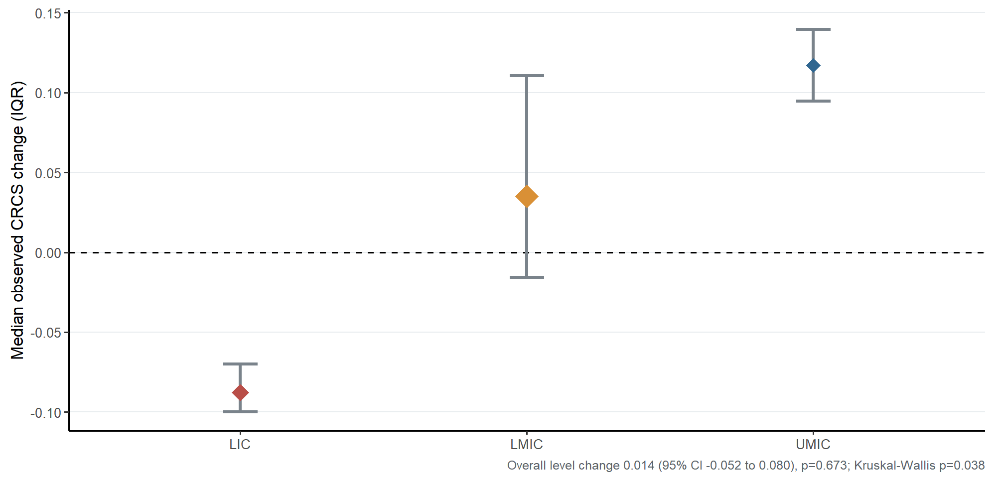 Median observed CRCS change (IQR)
0.15
0.10
0.05
0.00
-0.05
-0.10
LIC
LMIC
UMIC
Overall level change 0.014 (95% CI -0.052 to 0.080), p=0.673; Kruskal-Wallis p=0.038